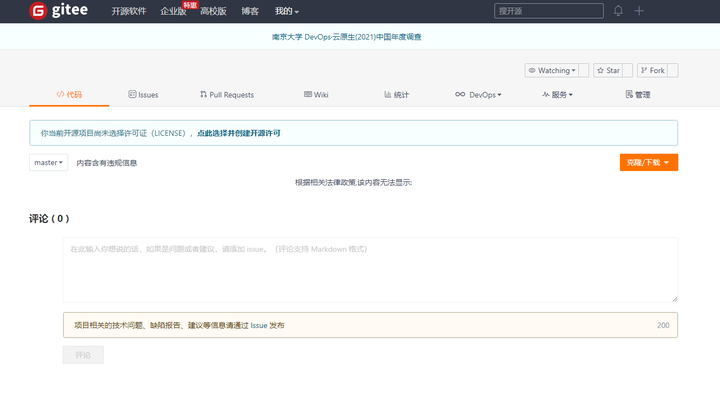 gitee 开源软件 企业版 特惠 高校版 博客 我的 搜开源
南京大学 DevOps·云原生(2021)中国年度调查
Watching Star Fork
代码 Issues Pull Requests Wiki 统计 DevOps 服务 管理
你当前开源项目尚未选择许可证（LICENSE），点此选择并创建开源许可
master 内容含有违规信息 克隆/下载
根据相关法律政策,该内容无法显示:
评论 ( 0 )
在此输入你想说的话，如果是问题或者建议，请添加 issue。（评论支持 Markdown 格式）
项目相关的技术问题、缺陷报告、建议等信息请通过 Issue 发布 200
评论